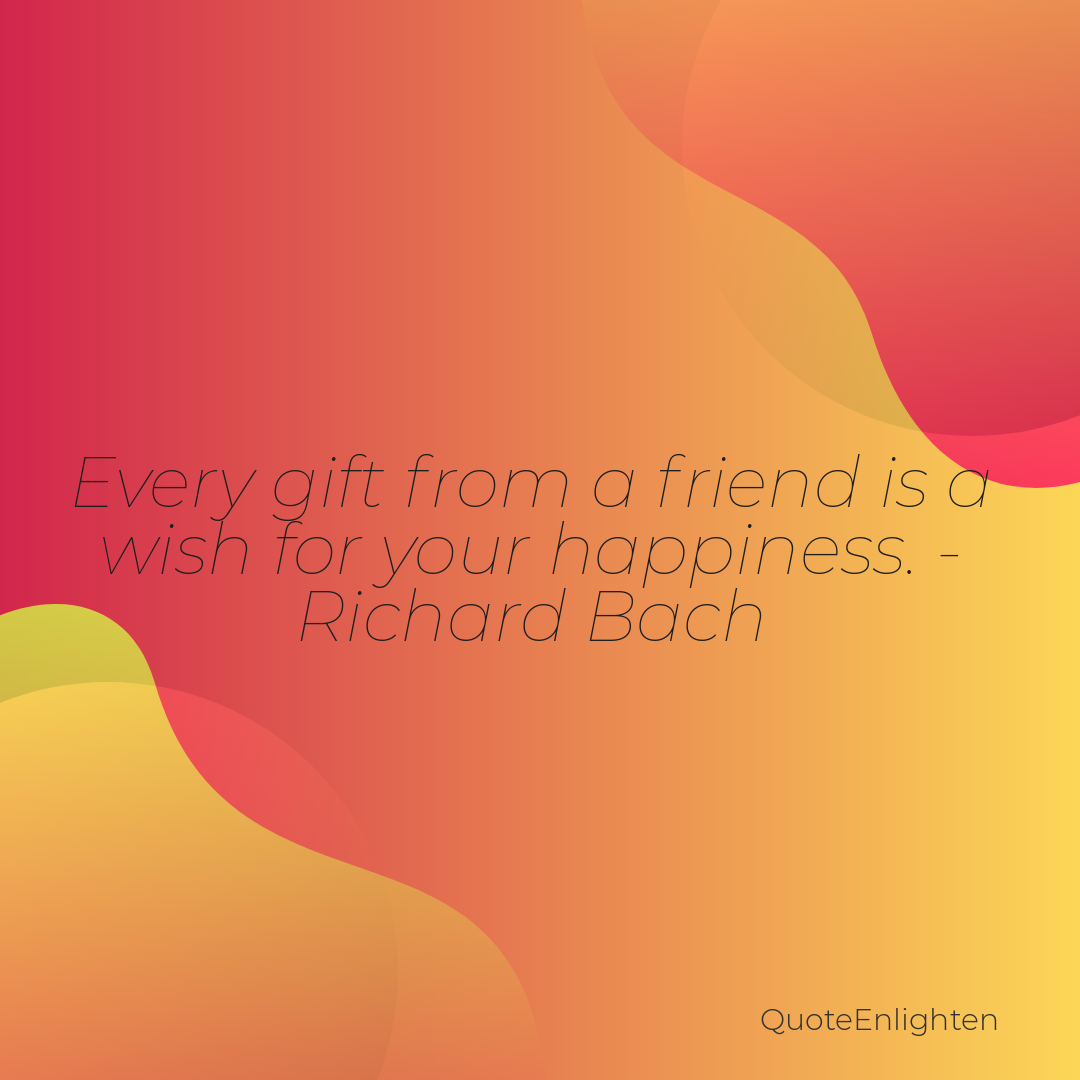 Every gift from a friend is a
wish for your happiness. -
Richard Bach
QuoteEnlighten